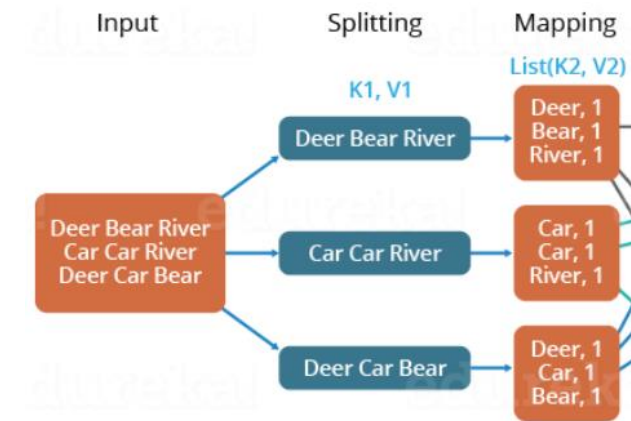 Input
Splitting
Mapping
K1, V1
List(K2, V2)
Deer Bear River
Car Car River
Deer Car Bear
Deer Bear River
Car Car River
Deer Car Bear
Deer, 1
Bear, 1
River, 1
Car, 1
Car, 1
River, 1
Deer, 1
Car, 1
Bear, 1